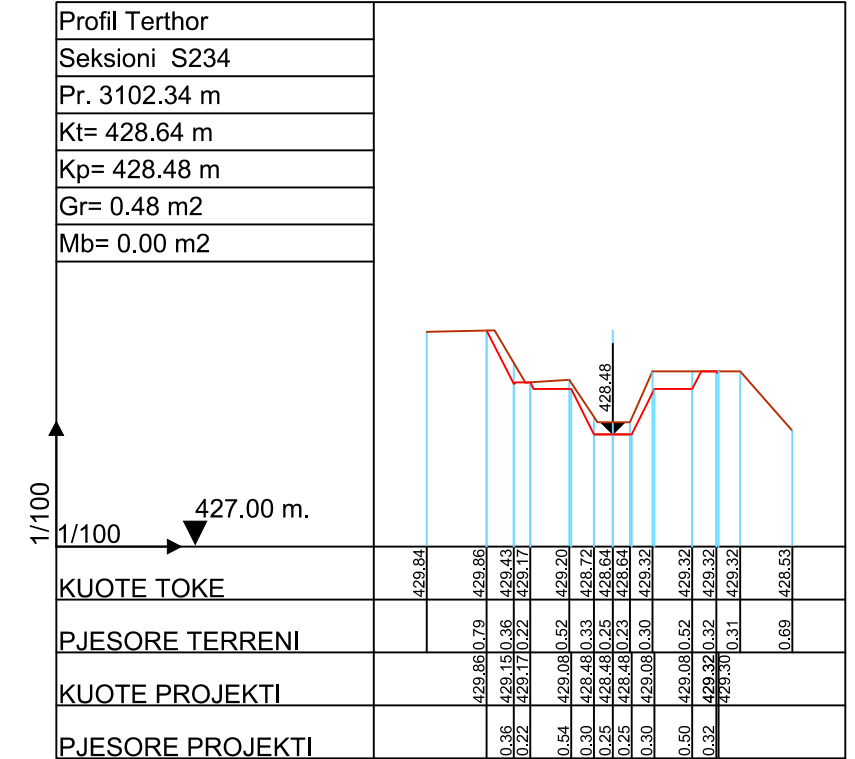 Profil Terthor
Seksioni S234
Pr. 3102.34 m
Kt= 428.64 m
Kp= 428.48 m
Gr= 0.48 m2
Mb= 0.00 m2
428.48
1/100
1/100
427.00 m.
KUOTE TOKE 429.84 429.86 429.43 429.17 429.20 428.72 428.64 428.64 429.32 429.32 429.32 429.32 428.53
PJESORE TERRENI 0.79 0.36 0.22 0.52 0.33 0.25 0.23 0.30 0.52 0.32 0.31 0.69
KUOTE PROJEKTI 429.86 429.15 429.17 429.08 428.48 428.48 428.48 429.08 429.08 429.32 429.30
PJESORE PROJEKTI 0.36 0.22 0.54 0.30 0.25 0.25 0.30 0.50 0.32